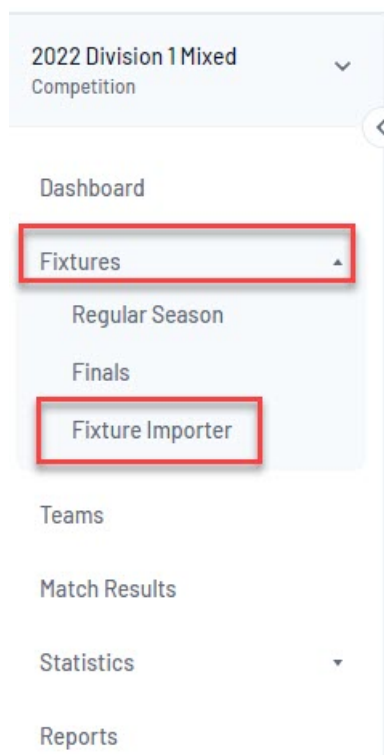 2022 Division 1 Mixed
Competition
Dashboard
Fixtures
Regular Season
Finals
Fixture Importer
Teams
Match Results
Statistics
Reports